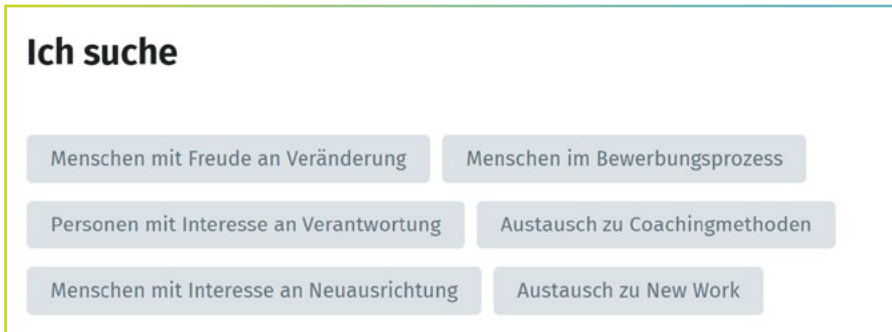 Ich suche
Menschen mit Freude an Veränderung
Menschen im Bewerbungsprozess
Personen mit Interesse an Verantwortung
Austausch zu Coachingmethoden
Menschen mit Interesse an Neuausrichtung
Austausch zu New Work